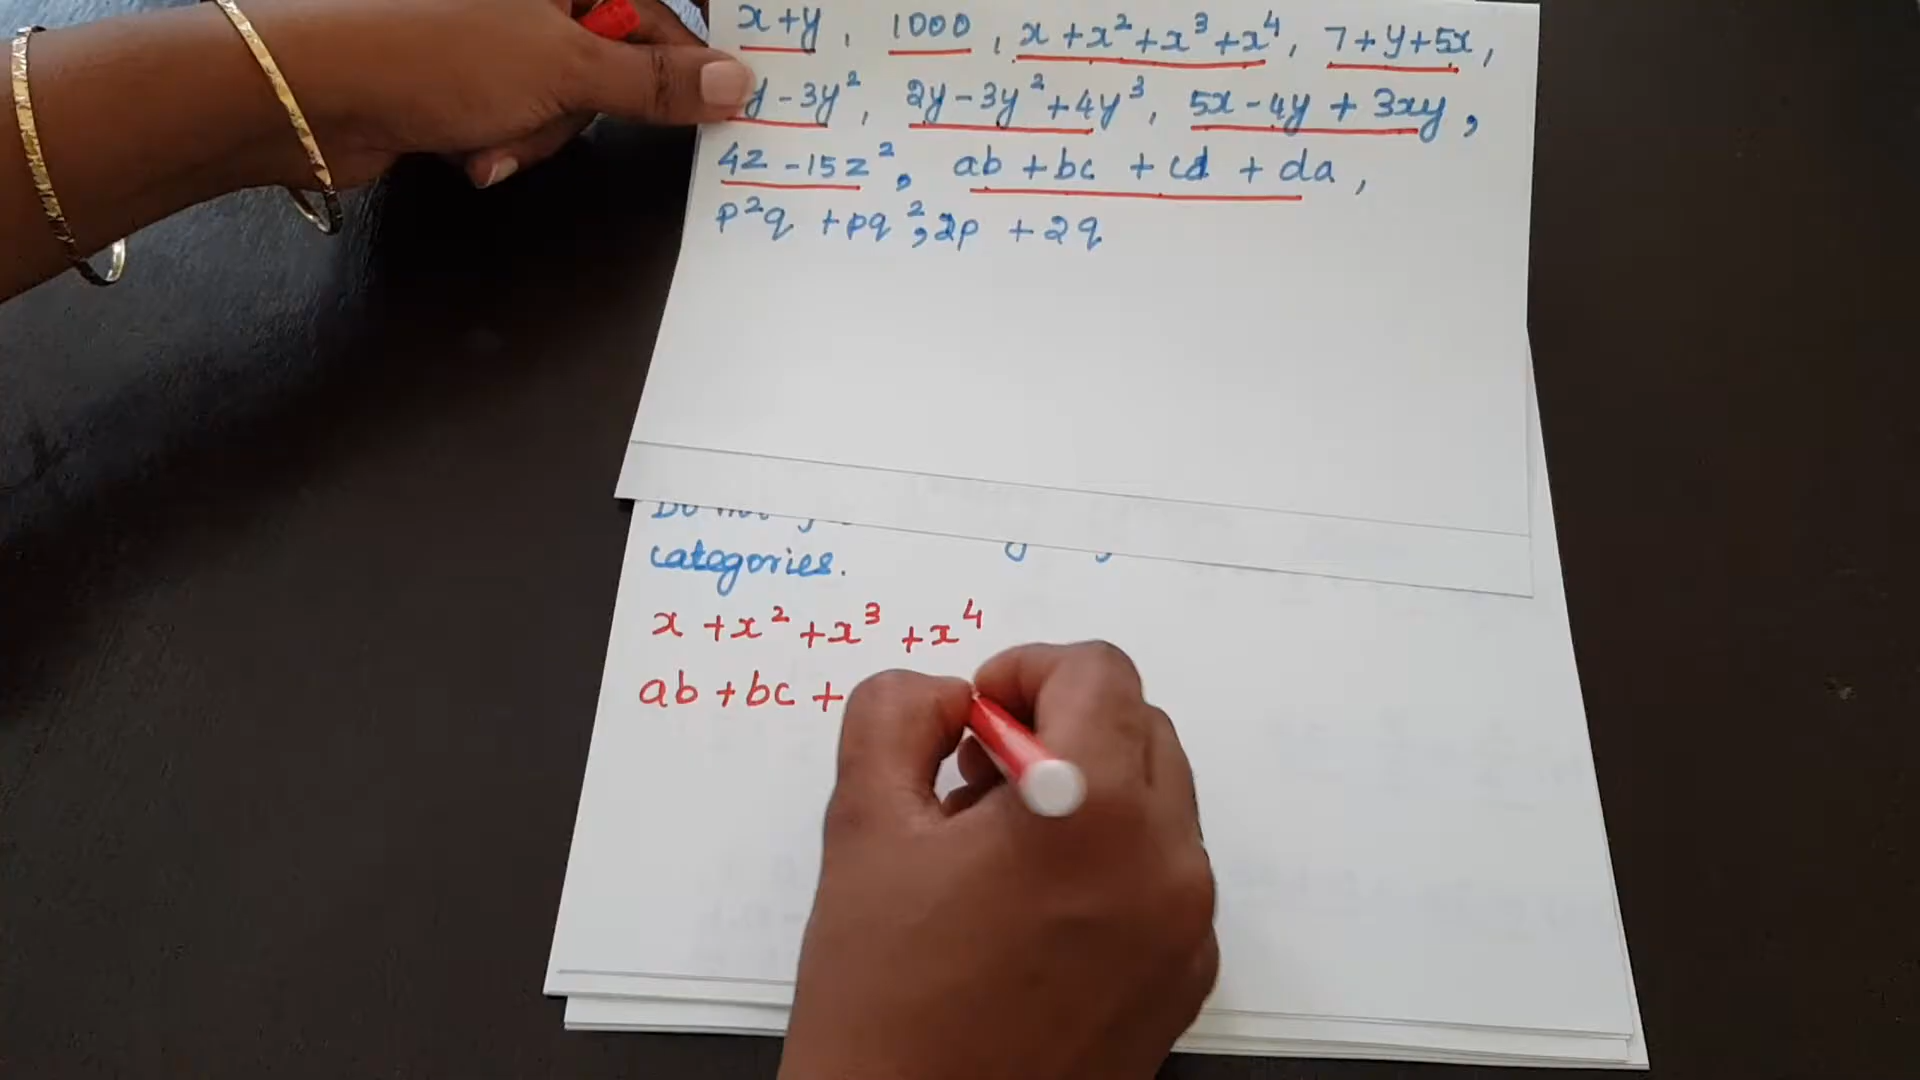 x+y, 1000, x+x²+x³+x⁴, 7+y+5x,
y-3y², 2y-3y²+4y³, 5x-4y+3xy,
4z-15z², ab+bc+cd+da,
p²q+pq², 2p+2q
categories.
x+x²+x³+x⁴
ab+bc+